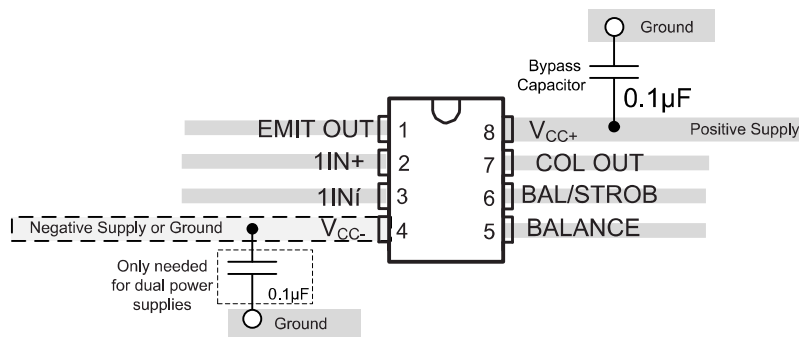 Ground
Bypass
Capacitor
0.1µF
EMIT OUT 1
8 VCC+ Positive Supply
1IN+ 2
7 COL OUT
1INí 3
6 BAL/STROB
Negative Supply or Ground VCC- 4
5 BALANCE
Only needed
for dual power
supplies
0.1µF
Ground